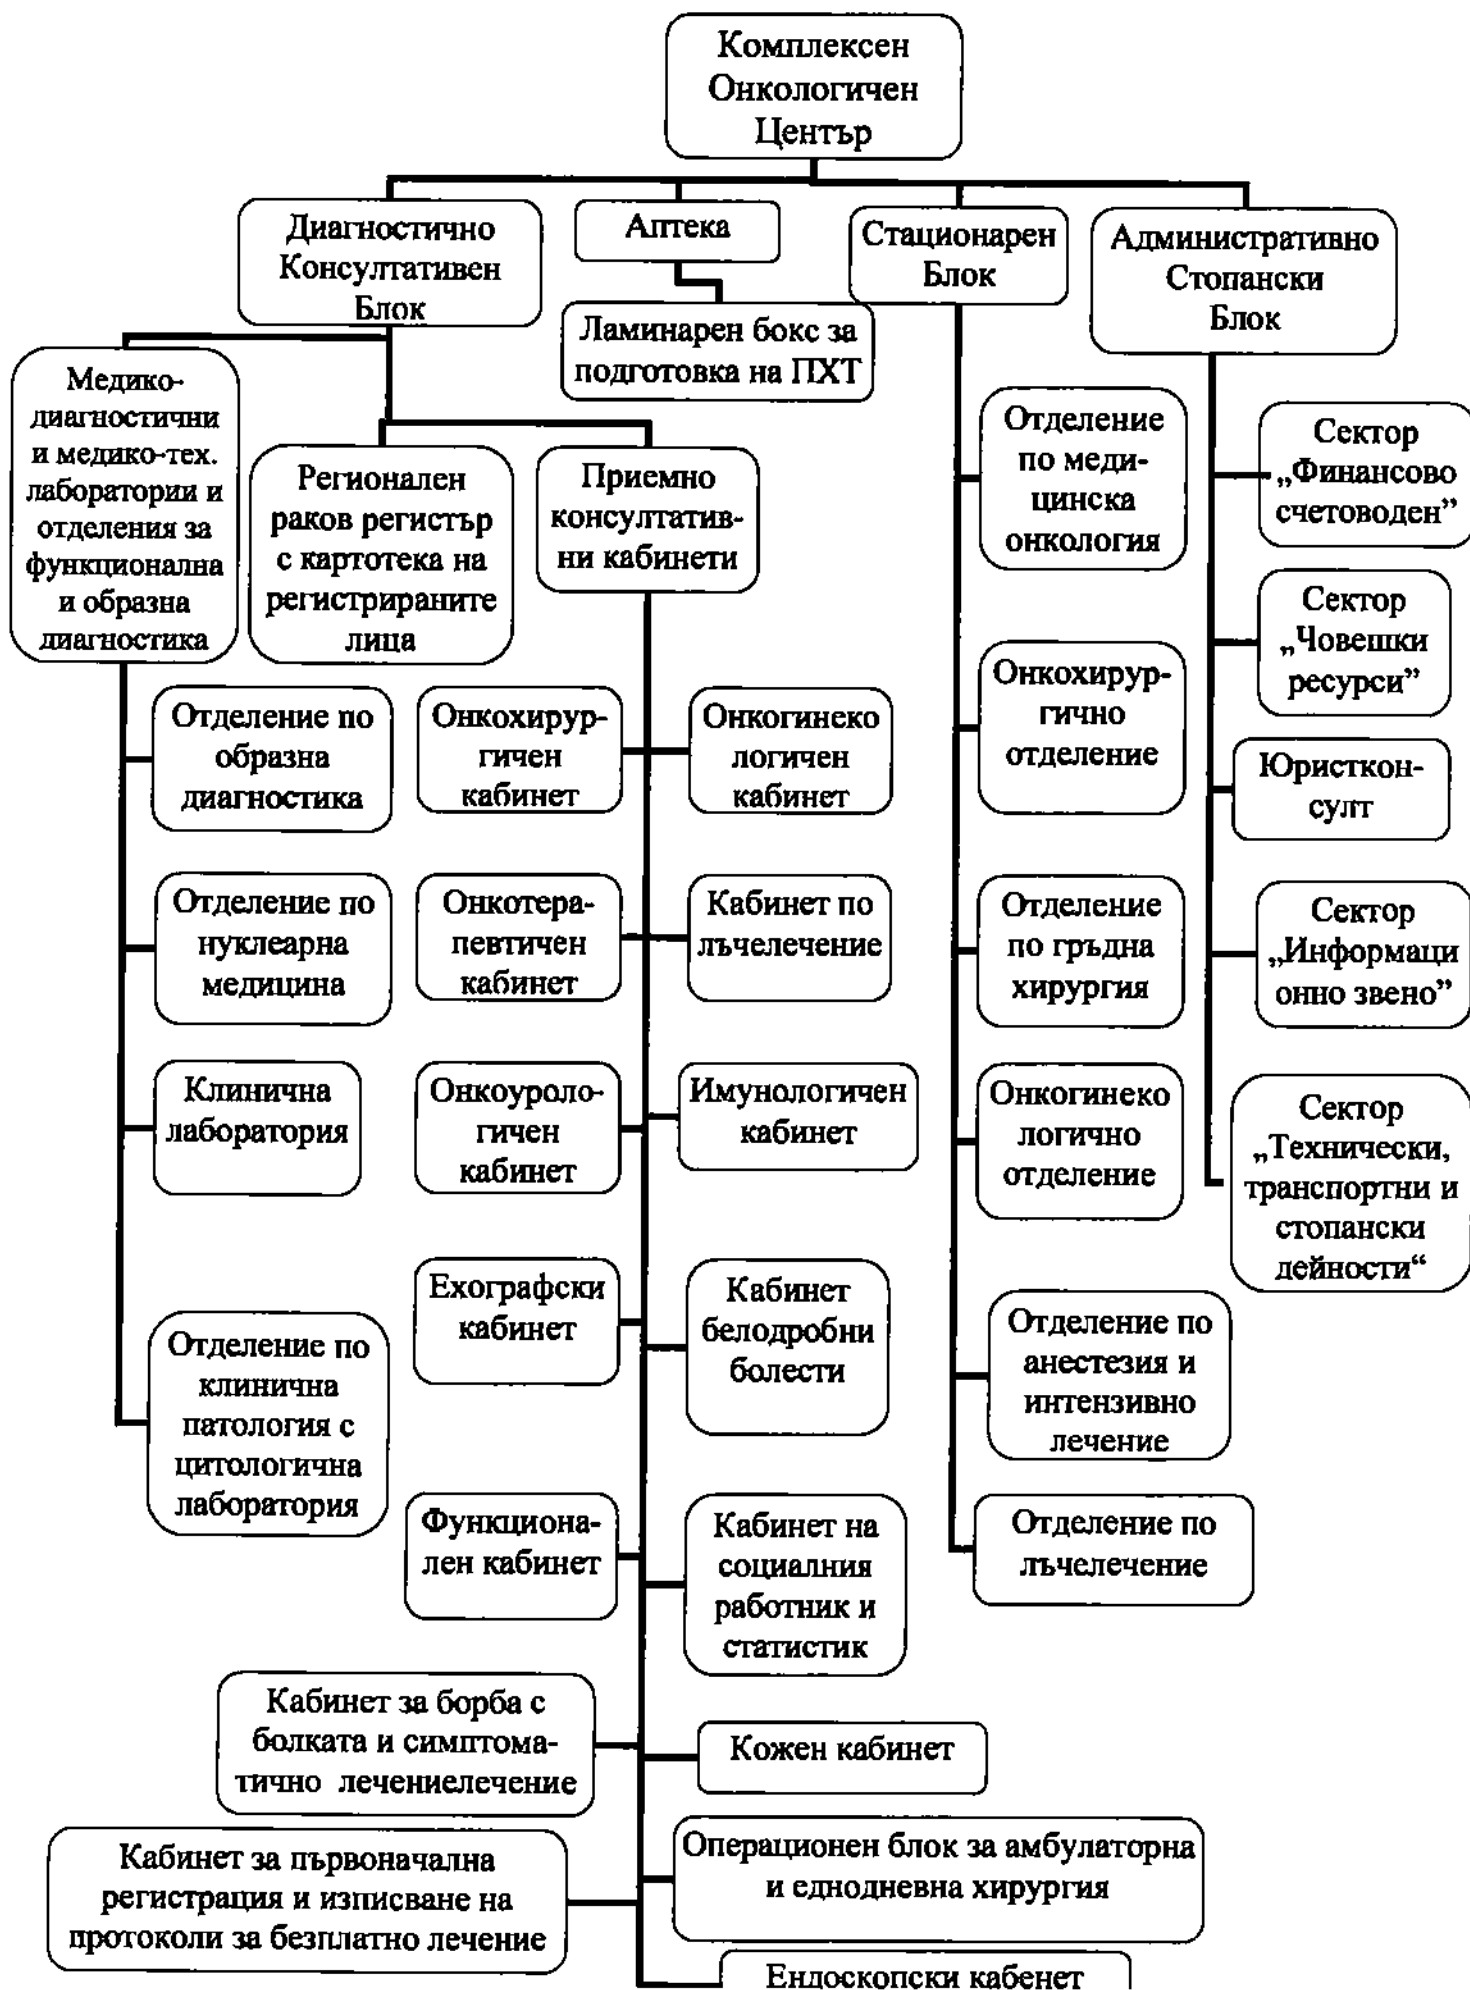 Комплексен
Онкологичен
Център
Диагностично
Консултативен
Блок
Аптека
Стационарен
Блок
Административно
Стопански
Блок
Ламинарен бокс за
подготовка на ПХТ
Медико-
диагностични
и медико-тех.
лаборатории и
отделения за
функционална
и образна
диагностика
Регионален
раков регистър
с картотека на
регистрираните
лица
Приемно
консултатив-
ни кабинети
Отделение
по меди-
цинска
онкология
Сектор
„Финансово
счетоводен”
Сектор
„Човешки
ресурси”
Отделение по
образна
диагностика
Онкохирур-
гичен
кабинет
Онкогинеко
логичен
кабинет
Онкохирур-
гично
отделение
Юрискон-
султ
Отделение по
нуклеарна
медицина
Онкотера-
певтичен
кабинет
Кабинет по
лъчелечение
Отделение
по гръдна
хирургия
Сектор
„Информаци
онно звено”
Клинична
лаборатория
Онкоуроло-
гичен
кабинет
Имунологичен
кабинет
Онкогинеко
логично
отделение
Сектор
„Технически,
транспортни и
стопански
дейности“
Отделение по
клинична
патология с
цитологична
лаборатория
Ехографски
кабинет
Кабинет
белодробни
болести
Отделение по
анестезия и
интензивно
лечение
Функциона-
лен кабинет
Кабинет на
социалния
работник и
статистик
Отделение по
лъчелечение
Кабинет за борба с
болката и симптома-
тично лечениелечение
Кожен кабинет
Кабинет за първоначална
регистрация и изписване на
протоколи за безплатно лечение
Операционен блок за амбулаторна
и еднодневна хирургия
Ендоскопски кабенет